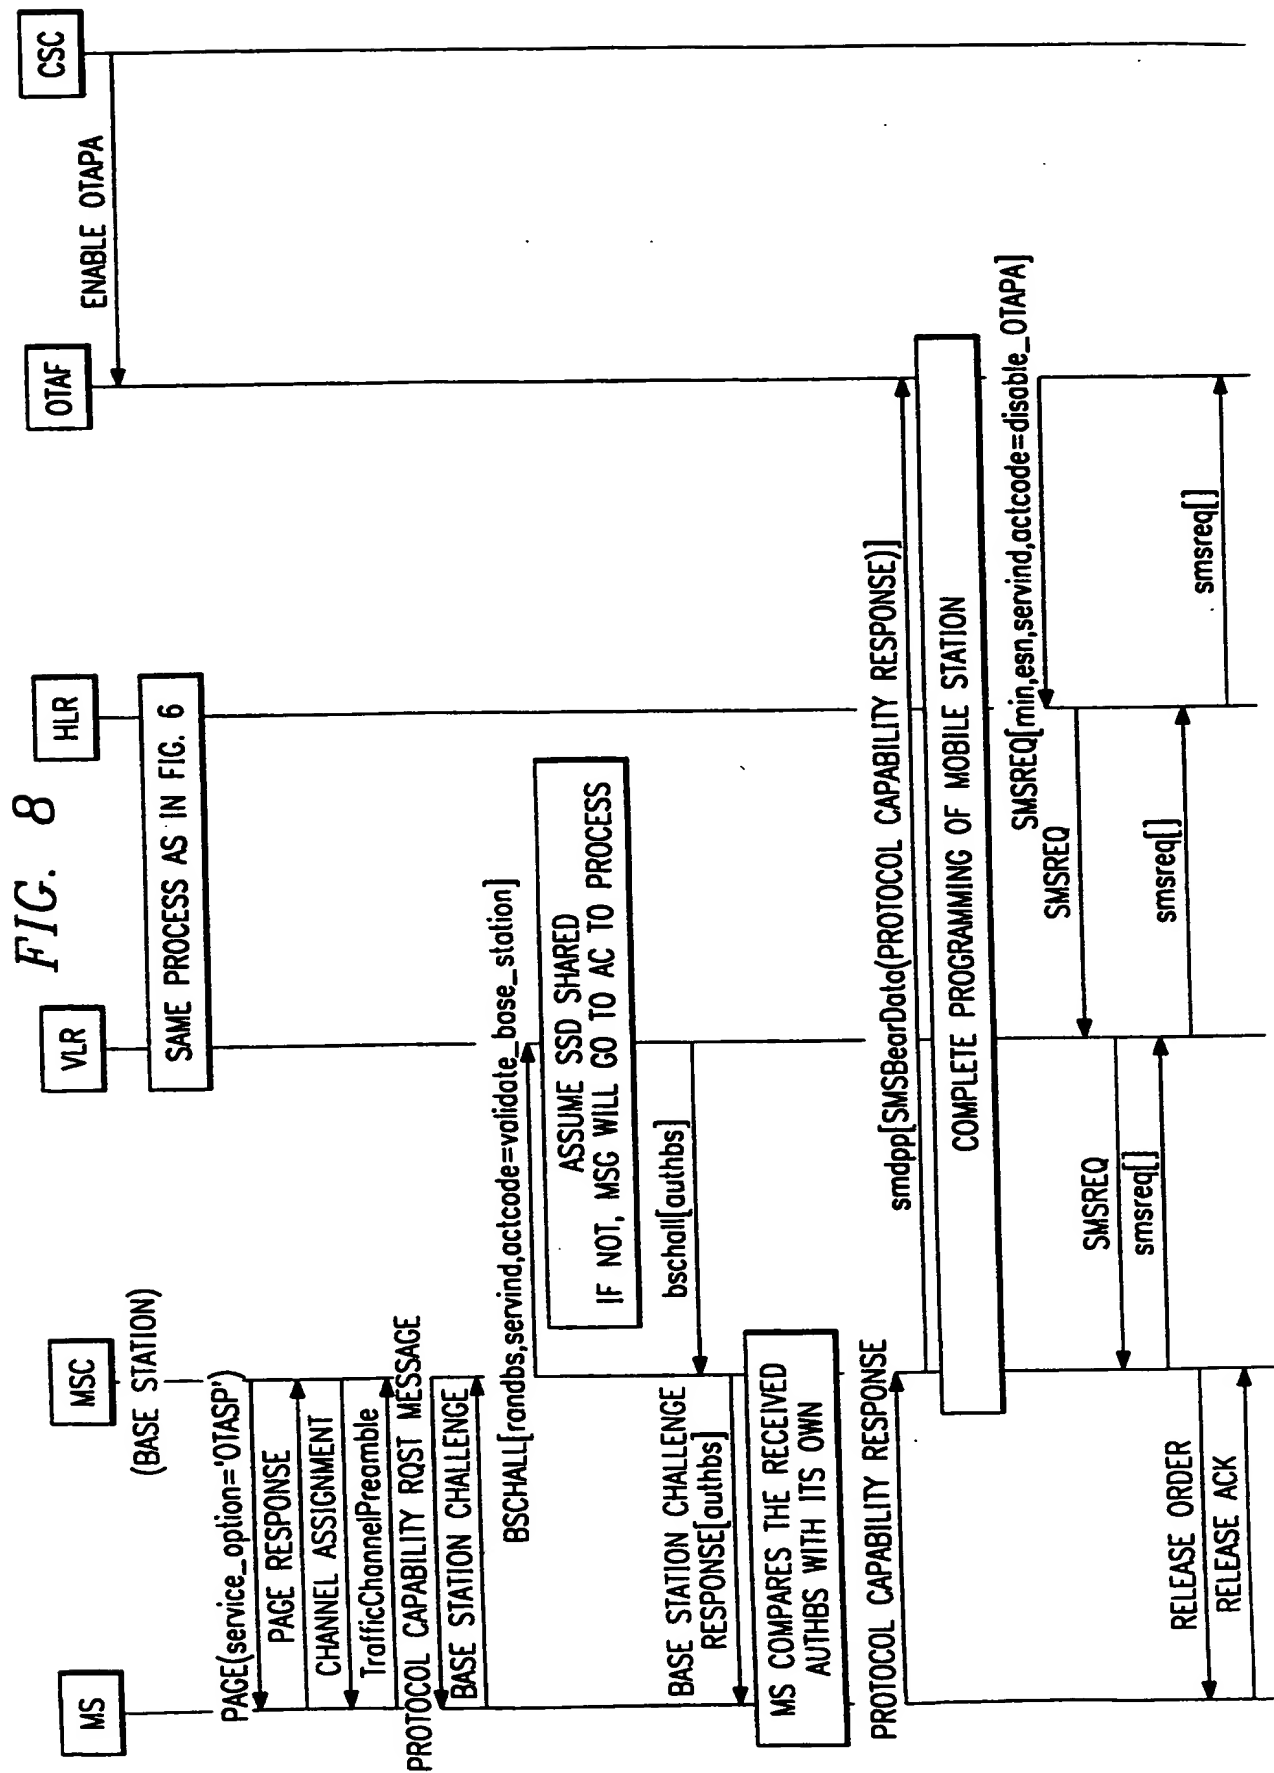 FIG. 8
MS
MSC
(BASE STATION)
VLR
HLR
OTAF
CSC
ENABLE OTAPA
SAME PROCESS AS IN FIG. 6
PAGE(service_option='OTASP')
PAGE RESPONSE
CHANNEL ASSIGNMENT
TrafficChannelPreamble
PROTOCOL CAPABILITY RQST MESSAGE
BASE STATION CHALLENGE
BSCHALL[randbs,servind,actcode=validate_base_station]
ASSUME SSD SHARED
IF NOT, MSG WILL GO TO AC TO PROCESS
bschall[authbs]
BASE STATION CHALLENGE
RESPONSE[authbs]
MS COMPARES THE RECEIVED
AUTHBS WITH ITS OWN
PROTOCOL CAPABILITY RESPONSE
smdpp[SMSBearData(PROTOCOL CAPABILITY RESPONSE)]
COMPLETE PROGRAMMING OF MOBILE STATION
SMSREQ[min,esn,servind,actcode=disable_OTAPA]
SMSREQ
SMSREQ
smsreq[]
smsreq[]
smsreq[]
RELEASE ORDER
RELEASE ACK